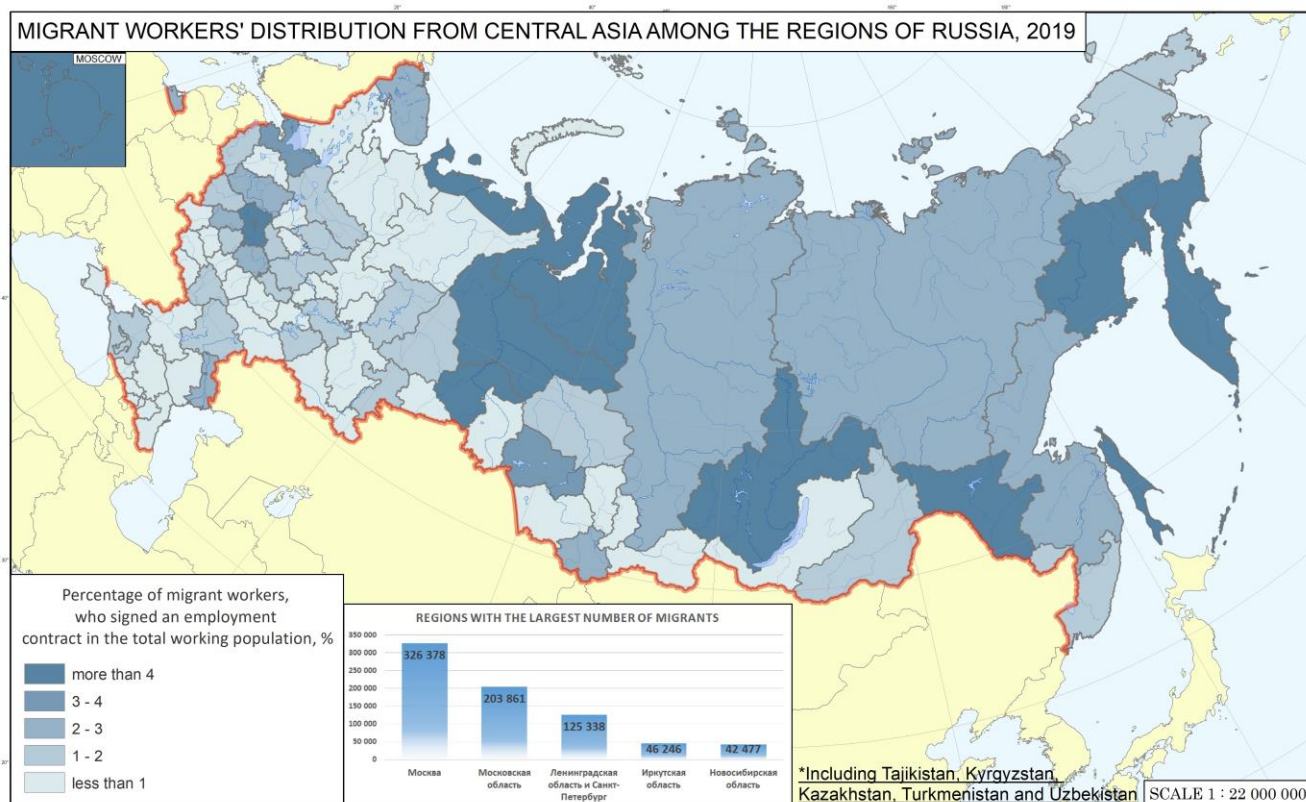 MIGRANT WORKERS' DISTRIBUTION FROM CENTRAL ASIA AMONG THE REGIONS OF RUSSIA, 2019
MOSCOW
Percentage of migrant workers,
who signed an employment
contract in the total working population, %
more than 4
3 - 4
2 - 3
1 - 2
less than 1
REGIONS WITH THE LARGEST NUMBER OF MIGRANTS
350 000
300 000
250 000
200 000
150 000
100 000
50 000
0
326 378
203 861
125 338
46 246
42 477
Москва
Московская
область
Ленинградская
область и Санкт-
Петербург
Иркутская
область
Новосибирская
область
*Including Tajikistan, Kyrgyzstan,
Kazakhstan, Turkmenistan and Uzbekistan
SCALE 1 : 22 000 000